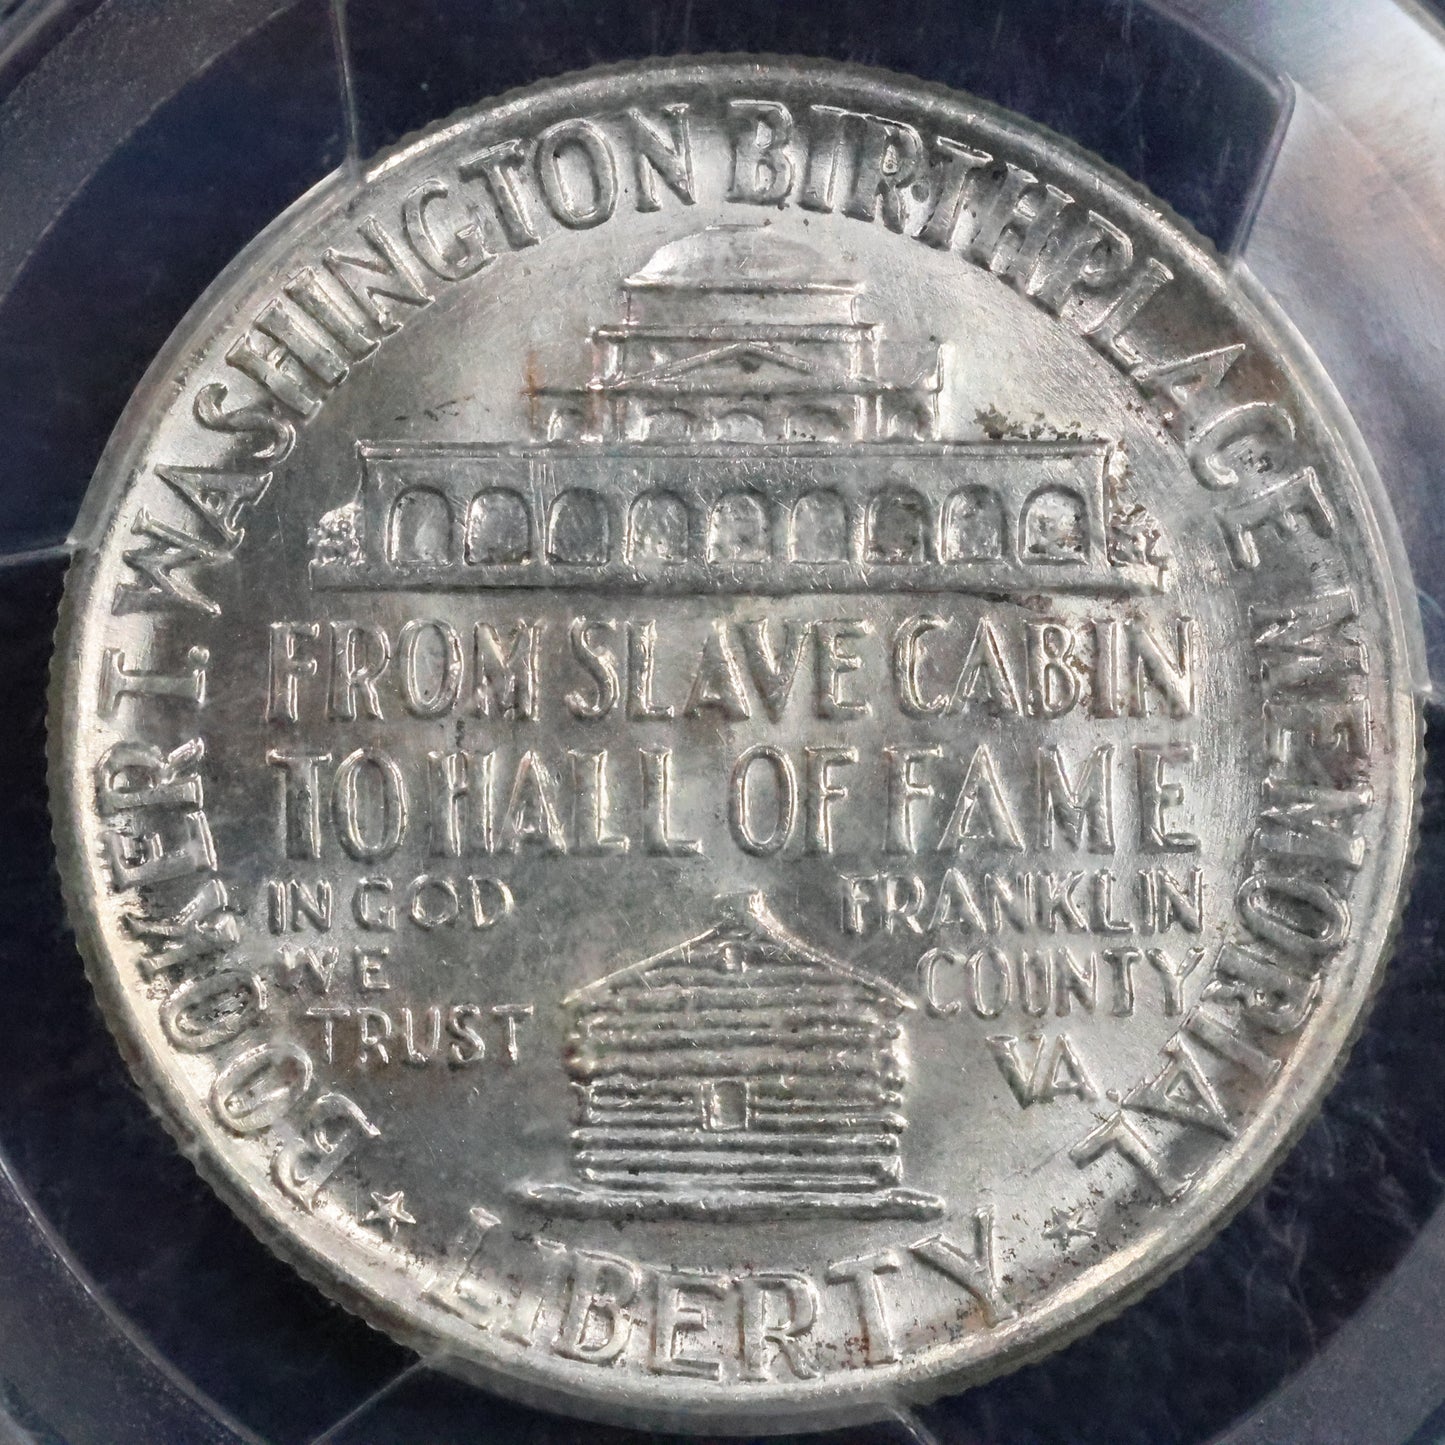 BOOKER T. WASHINGTON BIRTHPLACE MEMORIAL
FROM SLAVE CABIN
TO HALL OF FAME
IN GOD
WE
TRUST
FRANKLIN
COUNTY
VA.
LIBERTY